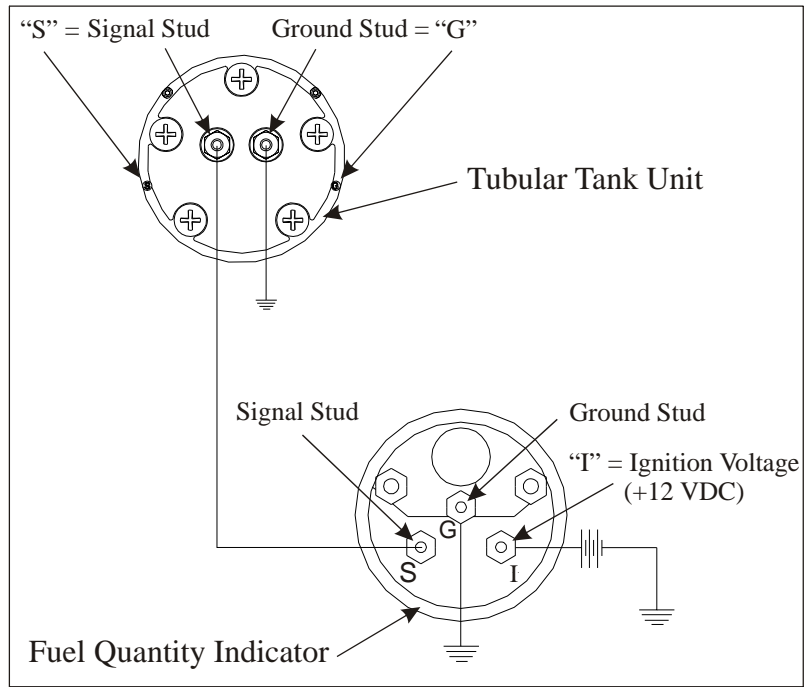 “S” = Signal Stud
Ground Stud = “G”
Tubular Tank Unit
Signal Stud
Ground Stud
“I” = Ignition Voltage
(+12 VDC)
G
S
I
Fuel Quantity Indicator